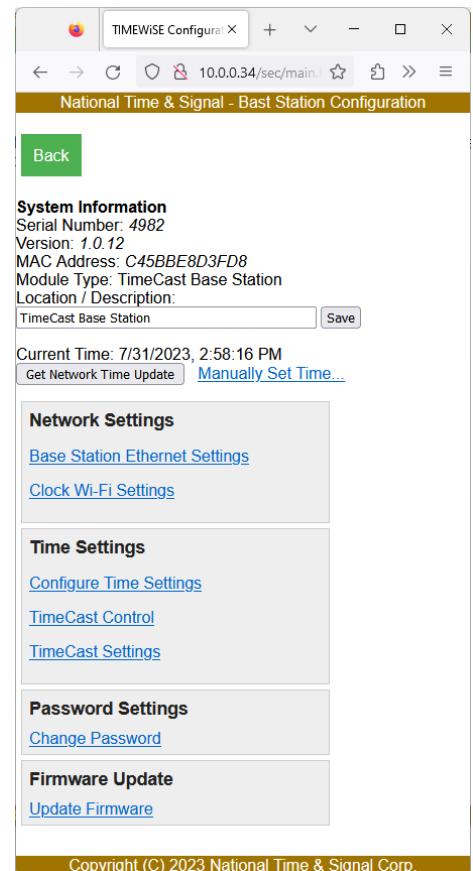 TIMEWiSE Configurat
10.0.0.34/sec/main.
National Time & Signal - Bast Station Configuration
Back
System Information
Serial Number: 4982
Version: 1.0.12
MAC Address: C45BBE8D3FD8
Module Type: TimeCast Base Station
Location / Description:
TimeCast Base Station Save
Current Time: 7/31/2023, 2:58:16 PM
Get Network Time Update Manually Set Time...
Network Settings
Base Station Ethernet Settings
Clock Wi-Fi Settings
Time Settings
Configure Time Settings
TimeCast Control
TimeCast Settings
Password Settings
Change Password
Firmware Update
Update Firmware
Copyright (C) 2023 National Time & Signal Corp.